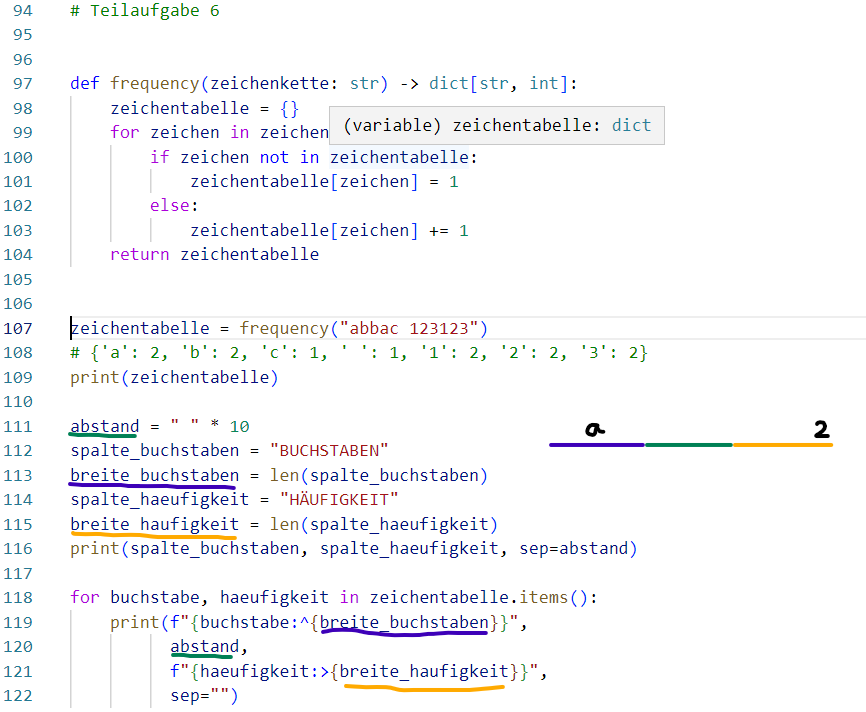 94 # Teilaufgabe 6
95
96
97 def frequency(zeichenkette: str) -> dict[str, int]:
98     zeichentabelle = {}
99     for zeichen in zeichen
(variable) zeichentabelle: dict
100         if zeichen not in zeichentabelle:
101             zeichentabelle[zeichen] = 1
102         else:
103             zeichentabelle[zeichen] += 1
104     return zeichentabelle
105
106
107 zeichentabelle = frequency("abbac 123123")
108 # {'a': 2, 'b': 2, 'c': 1, ' ': 1, '1': 2, '2': 2, '3': 2}
109 print(zeichentabelle)
110
111 abstand = " " * 10
112 spalte_buchstaben = "BUCHSTABEN"
113 breite_buchstaben = len(spalte_buchstaben)
114 spalte_haeufigkeit = "HÄUFIGKEIT"
115 breite_haufigkeit = len(spalte_haeufigkeit)
116 print(spalte_buchstaben, spalte_haeufigkeit, sep=abstand)
a 2
117
118 for buchstabe, haeufigkeit in zeichentabelle.items():
119     print(f"{buchstabe:^{breite_buchstaben}}",
120           abstand,
121           f"{haeufigkeit:>{breite_haufigkeit}}",
122           sep="")